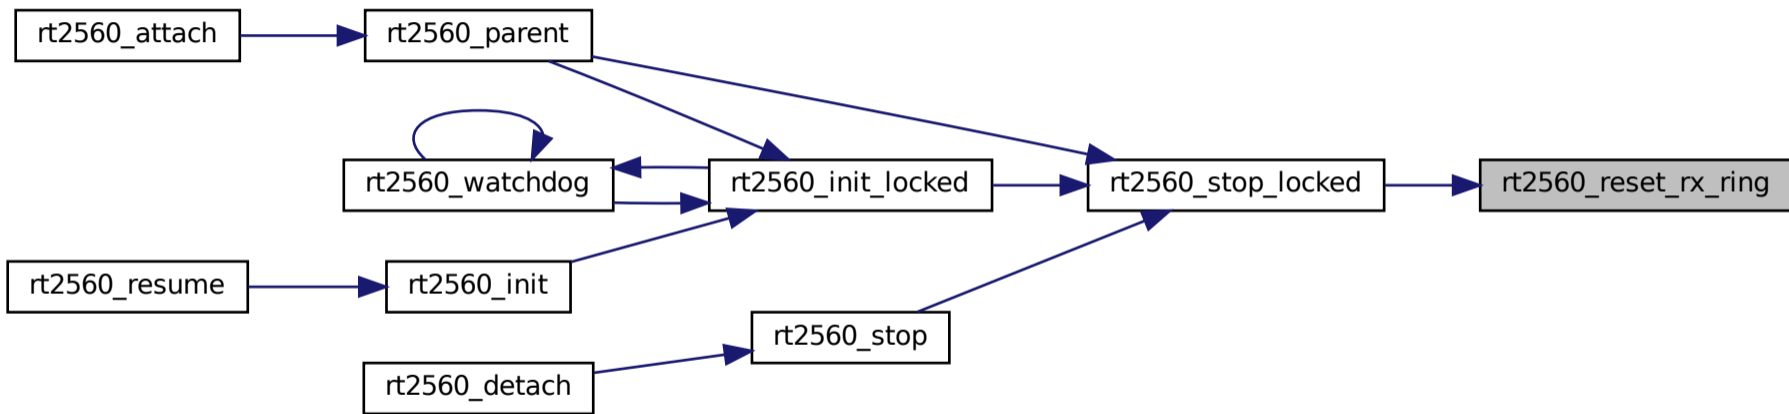 rt2560_attach
rt2560_parent
rt2560_watchdog
rt2560_init_locked
rt2560_stop_locked
rt2560_reset_rx_ring
rt2560_resume
rt2560_init
rt2560_stop
rt2560_detach